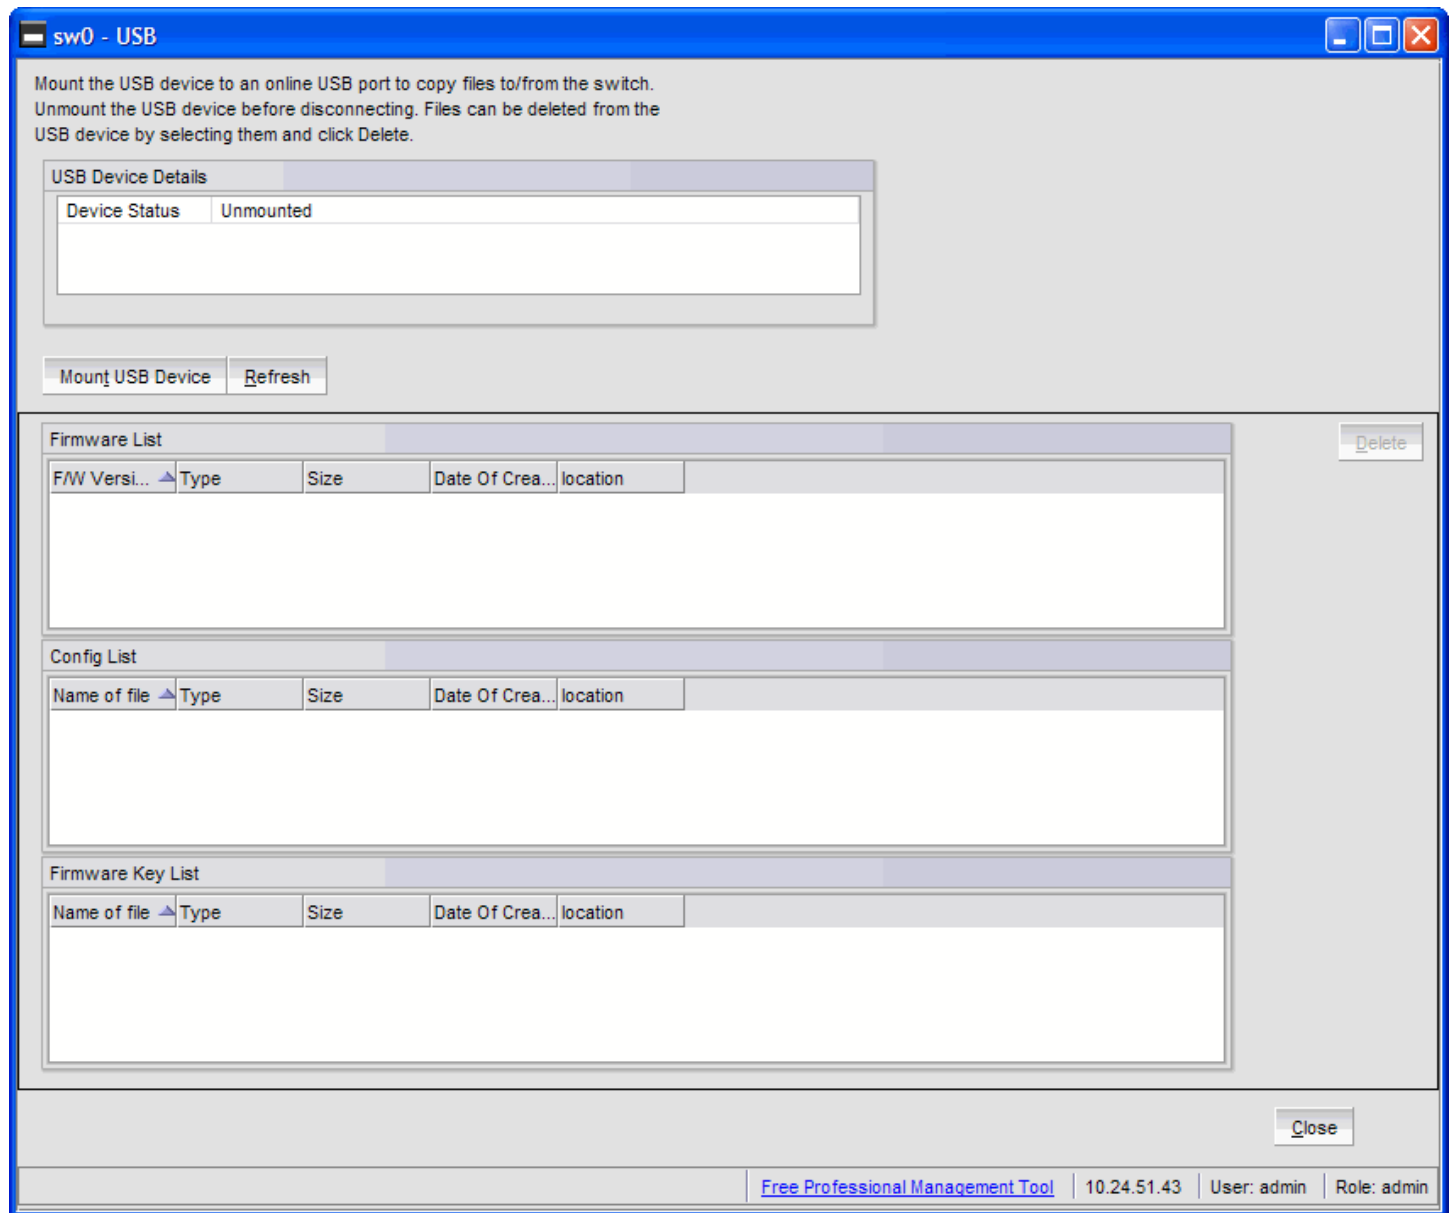 sw0 - USB
Mount the USB device to an online USB port to copy files to/from the switch.
Unmount the USB device before disconnecting. Files can be deleted from the
USB device by selecting them and click Delete.
USB Device Details
Device Status Unmounted
Mount USB Device Refresh
Firmware List Delete
F/W Versi... Type Size Date Of Crea... location
Config List
Name of file Type Size Date Of Crea... location
Firmware Key List
Name of file Type Size Date Of Crea... location
Close
Free Professional Management Tool 10.24.51.43 User: admin Role: admin